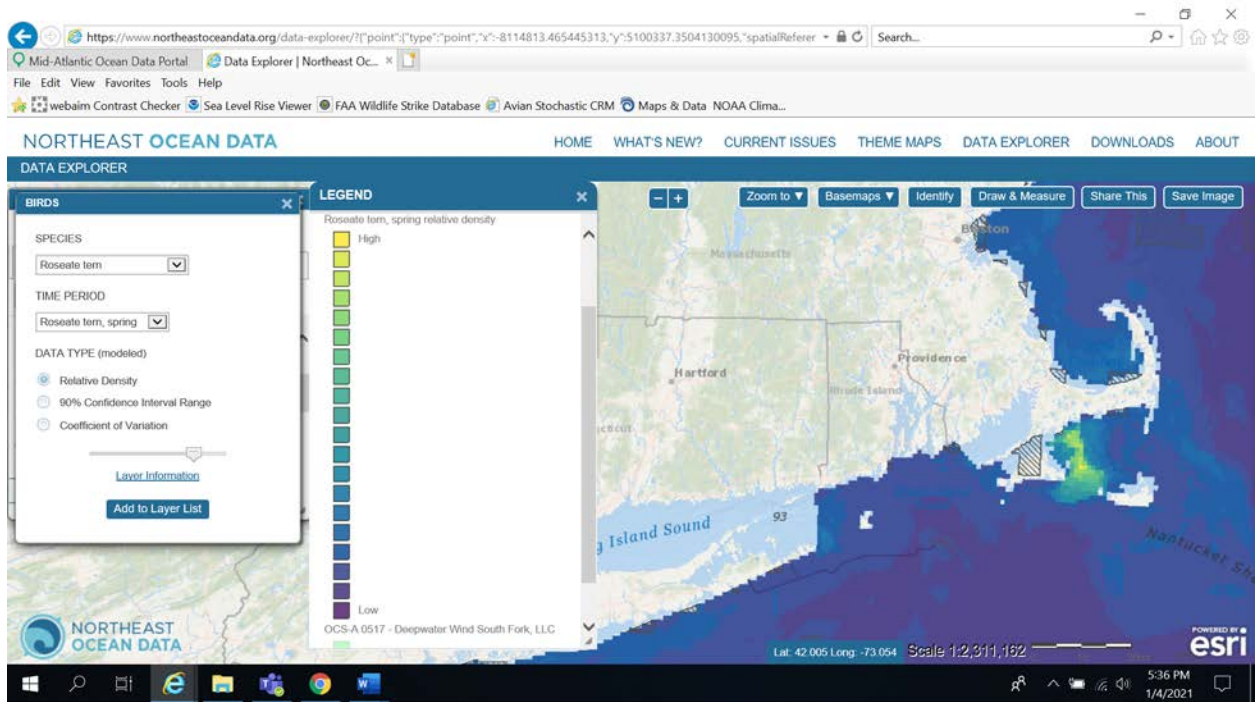 https://www.northeastoceandata.org/data-explorer/?{"point":{"type":"point","x":-8114813.465445313,"y":5100337.3504130095,"spatialReferer
Search...
Mid-Atlantic Ocean Data Portal
Data Explorer | Northeast Oc...
File Edit View Favorites Tools Help
webaim Contrast Checker Sea Level Rise Viewer FAA Wildlife Strike Database Avian Stochastic CRM Maps & Data NOAA Clima...
NORTHEAST OCEAN DATA
HOME WHAT'S NEW? CURRENT ISSUES THEME MAPS DATA EXPLORER DOWNLOADS ABOUT
DATA EXPLORER
BIRDS
SPECIES
Roseate tern
TIME PERIOD
Roseate tern, spring
DATA TYPE (modeled)
Relative Density
90% Confidence Interval Range
Coefficient of Variation
Layer Information
Add to Layer List
LEGEND
Roseate tern, spring relative density
High
Low
OCS-A 0517 - Deepwater Wind South Fork, LLC
Zoom to ▼ Basemaps ▼ Identify Draw & Measure Share This Save Image
Boston
Massachusetts
Providence
Hartford
Rhode Island
ecticut
g Island Sound
93
Nantucket Sh
NORTHEAST
OCEAN DATA
Lat: 42.005 Long: -73.054
Scale 1:2,311,162
POWERED BY
esri
5:36 PM
1/4/2021